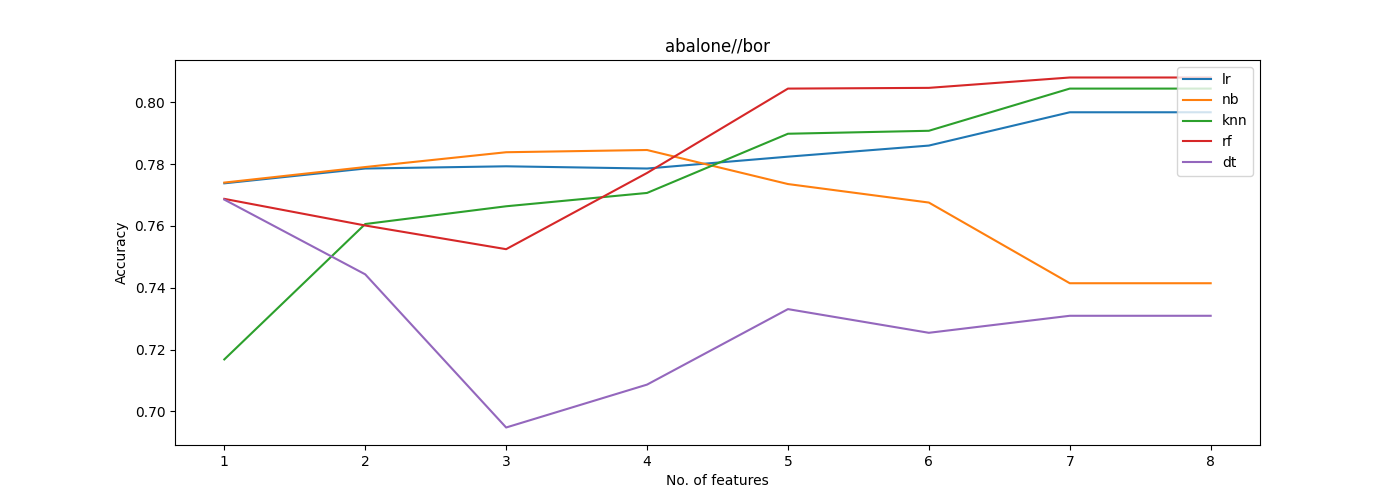 abalone//bor
Accuracy
0.80
0.78
0.76
0.74
0.72
0.70
1 2 3 4 5 6 7 8
No. of features
lr
nb
knn
rf
dt